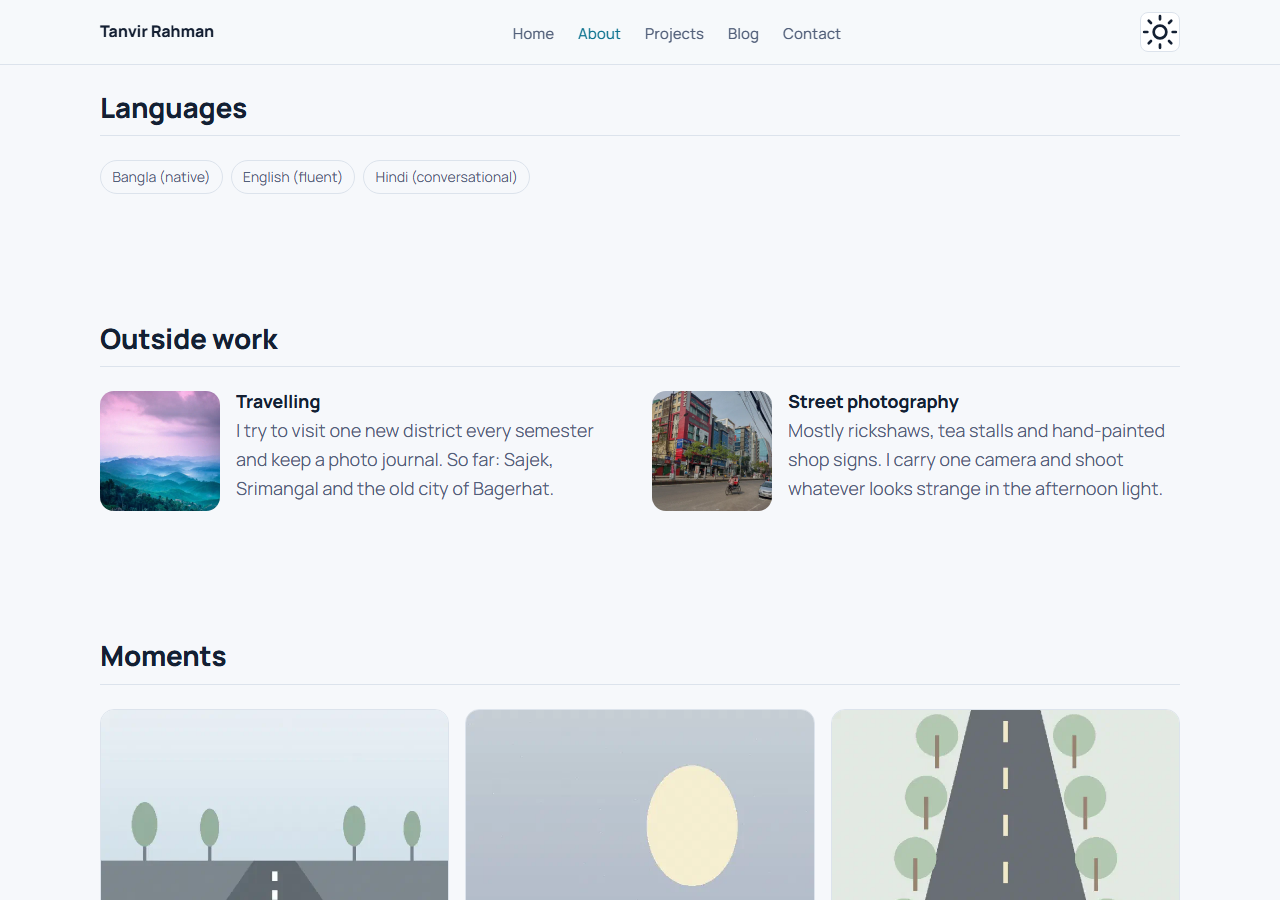 Tanvir Rahman
Home About Projects Blog Contact
Languages
Bangla (native) English (fluent) Hindi (conversational)
Outside work
Travelling
I try to visit one new district every semester
and keep a photo journal. So far: Sajek,
Srimangal and the old city of Bagerhat.
Street photography
Mostly rickshaws, tea stalls and hand-painted
shop signs. I carry one camera and shoot
whatever looks strange in the afternoon light.
Moments